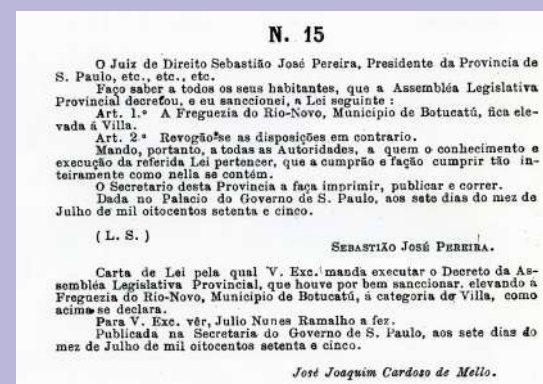 N. 15
O Juiz de Direito Sebastião José Pereira, Presidente da Provincia de
S. Paulo, etc., etc., etc.
Faço saber a todos os seus habitantes, que a Assembléa Legislativa
Provincial decretou, e eu sanccionei, a Lei seguinte :
Art. 1.º A Freguezia do Rio-Novo, Municipio de Botucatú, fica ele-
vada á Villa.
Art. 2.º Revogão-se as disposições em contrario.
Mando, portanto, a todas as Autoridades, a quem o conhecimento e
execução da referida Lei pertencer, que a cumprão e fação cumprir tão in-
teiramente como nella se contém.
O Secretario desta Provincia a faça imprimir, publicar e correr.
Dada no Palacio do Governo de S. Paulo, aos sete dias do mez de
Julho de mil oitocentos setenta e cinco.
( L. S. )
SEBASTIÃO JOSÉ PEREIRA.
Carta de Lei pela qual V. Exc. manda executar o Decreto da As-
sembléa Legislativa Provincial, que houve por bem sanccionar, elevando á
Freguezia do Rio-Novo, Municipio de Botucatú, á categoria de Villa, como
acima se declara.
Para V. Exc. vêr, Julio Nunes Ramalho a fez.
Publicada na Secretaria do Governo de S. Paulo, aos sete dias do
mez de Julho de mil oitocentos setenta e cinco.
José Joaquim Cardoso de Mello.